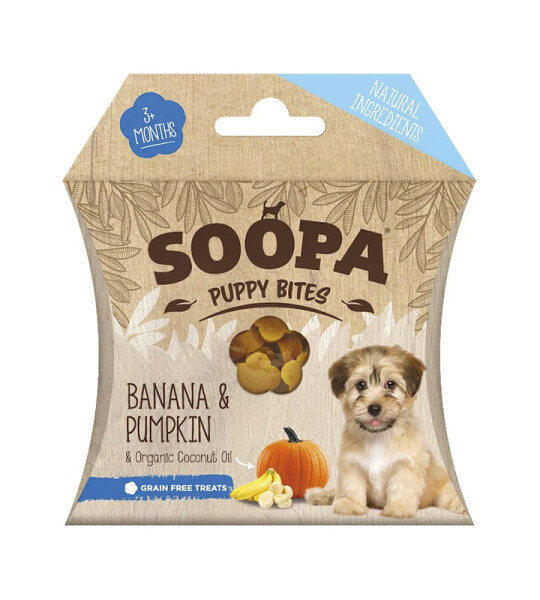 3+
MONTHS
NATURAL
INGREDIENTS
SOOPA
PUPPY BITES
BANANA &
PUMPKIN
& Organic Coconut Oil
GRAIN FREE TREATS